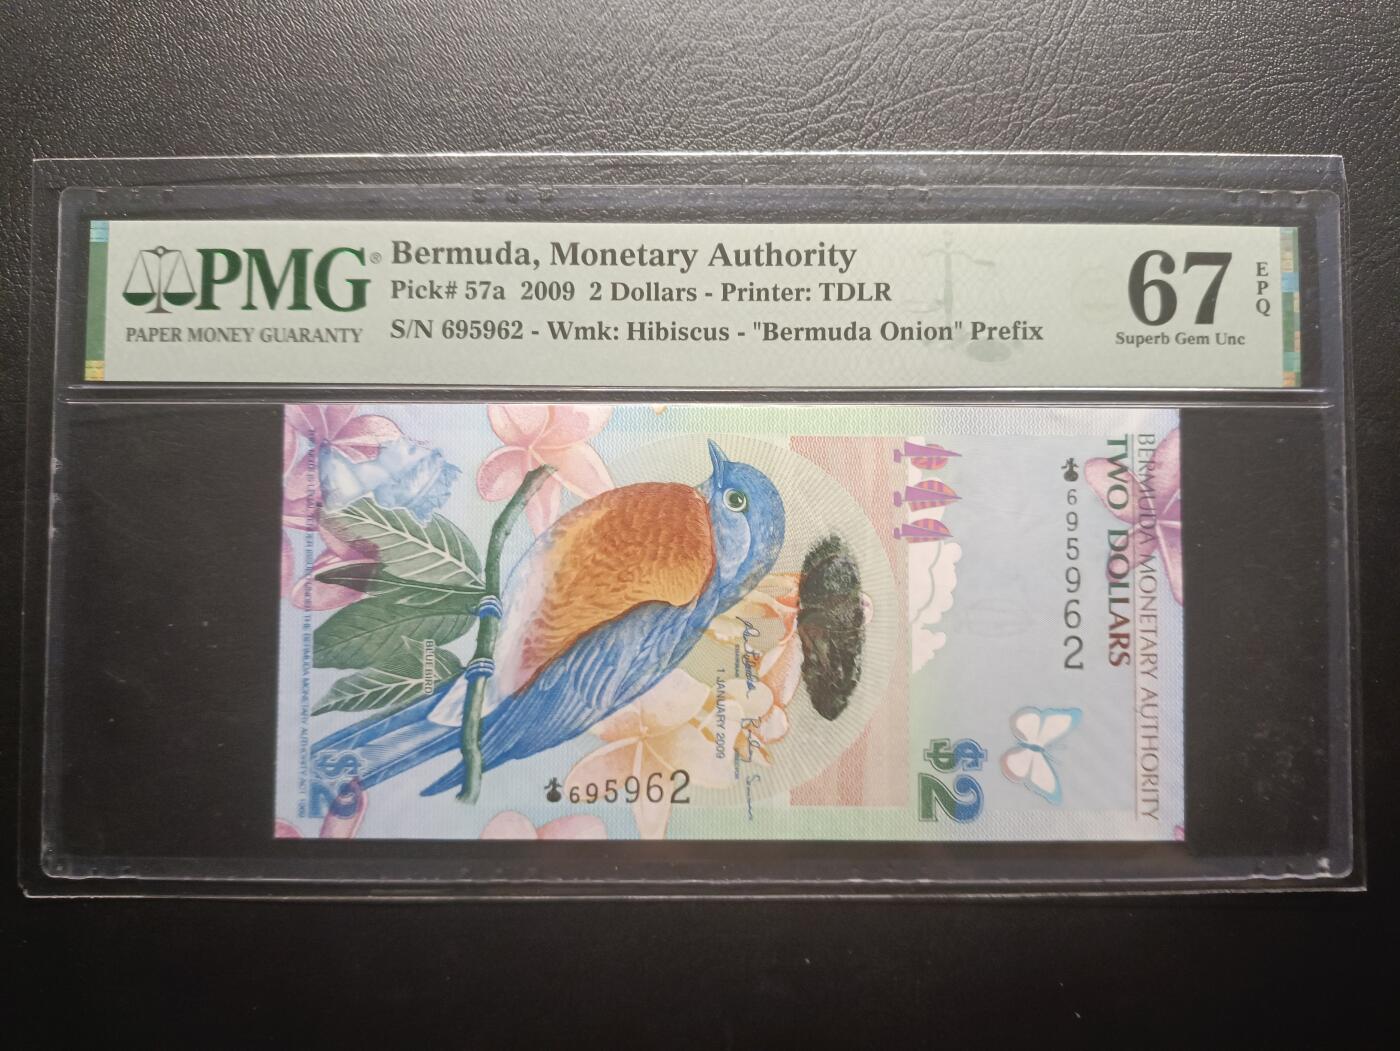 PMG®
PAPER MONEY GUARANTY
Bermuda, Monetary Authority
Pick# 57a 2009 2 Dollars - Printer: TDLR
S/N 695962 - Wmk: Hibiscus - "Bermuda Onion" Prefix
67
EPQ
Superb Gem Unc
BERMUDA MONETARY AUTHORITY
TWO DOLLARS
695962
$2
1 JANUARY 2009
CHAIRMAN
695962
BLUEBIRD
$2